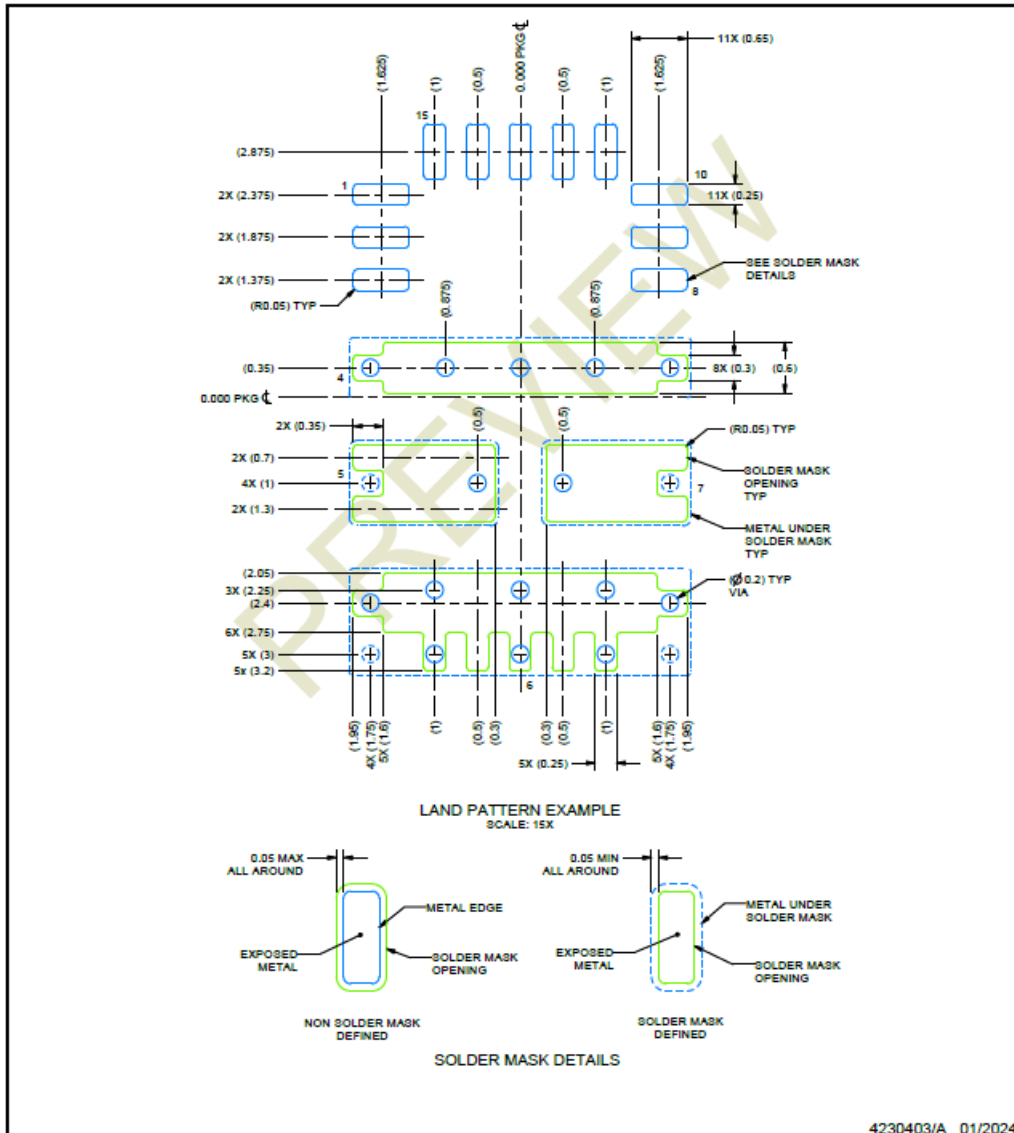 0.000 PKG ℄
11X (0.65)
(1.625)
(1)
(0.5)
(0.5)
(1)
(1.625)
15
(2.875)
1
10
2X (2.375)
11X (0.25)
2X (1.875)
SEE SOLDER MASK
DETAILS
2X (1.375)
8
(R0.05) TYP
(0.875)
(0.875)
(0.35)
4
8X (0.3)
(0.6)
0.000 PKG ℄
2X (0.35)
(0.5)
(0.5)
(R0.05) TYP
2X (0.7)
5
4X (1)
7
SOLDER MASK
OPENING
TYP
2X (1.3)
METAL UNDER
SOLDER MASK
TYP
(2.05)
3X (2.25)
(2.4)
(Ø0.2) TYP
VIA
6X (2.75)
5X (3)
5x (3.2)
6
(1.95)
4X (1.75)
5X (1.6)
(1)
(0.5)
(0.3)
(0.3)
(0.5)
(1)
5X (1.6)
4X (1.75)
(1.95)
5X (0.25)
PREVIEW
LAND PATTERN EXAMPLE
SCALE: 15X
0.05 MAX
ALL AROUND
METAL EDGE
EXPOSED
METAL
SOLDER MASK
OPENING
NON SOLDER MASK
DEFINED
0.05 MIN
ALL AROUND
METAL UNDER
SOLDER MASK
EXPOSED
METAL
SOLDER MASK
OPENING
SOLDER MASK
DEFINED
SOLDER MASK DETAILS
4230403/A 01/2024